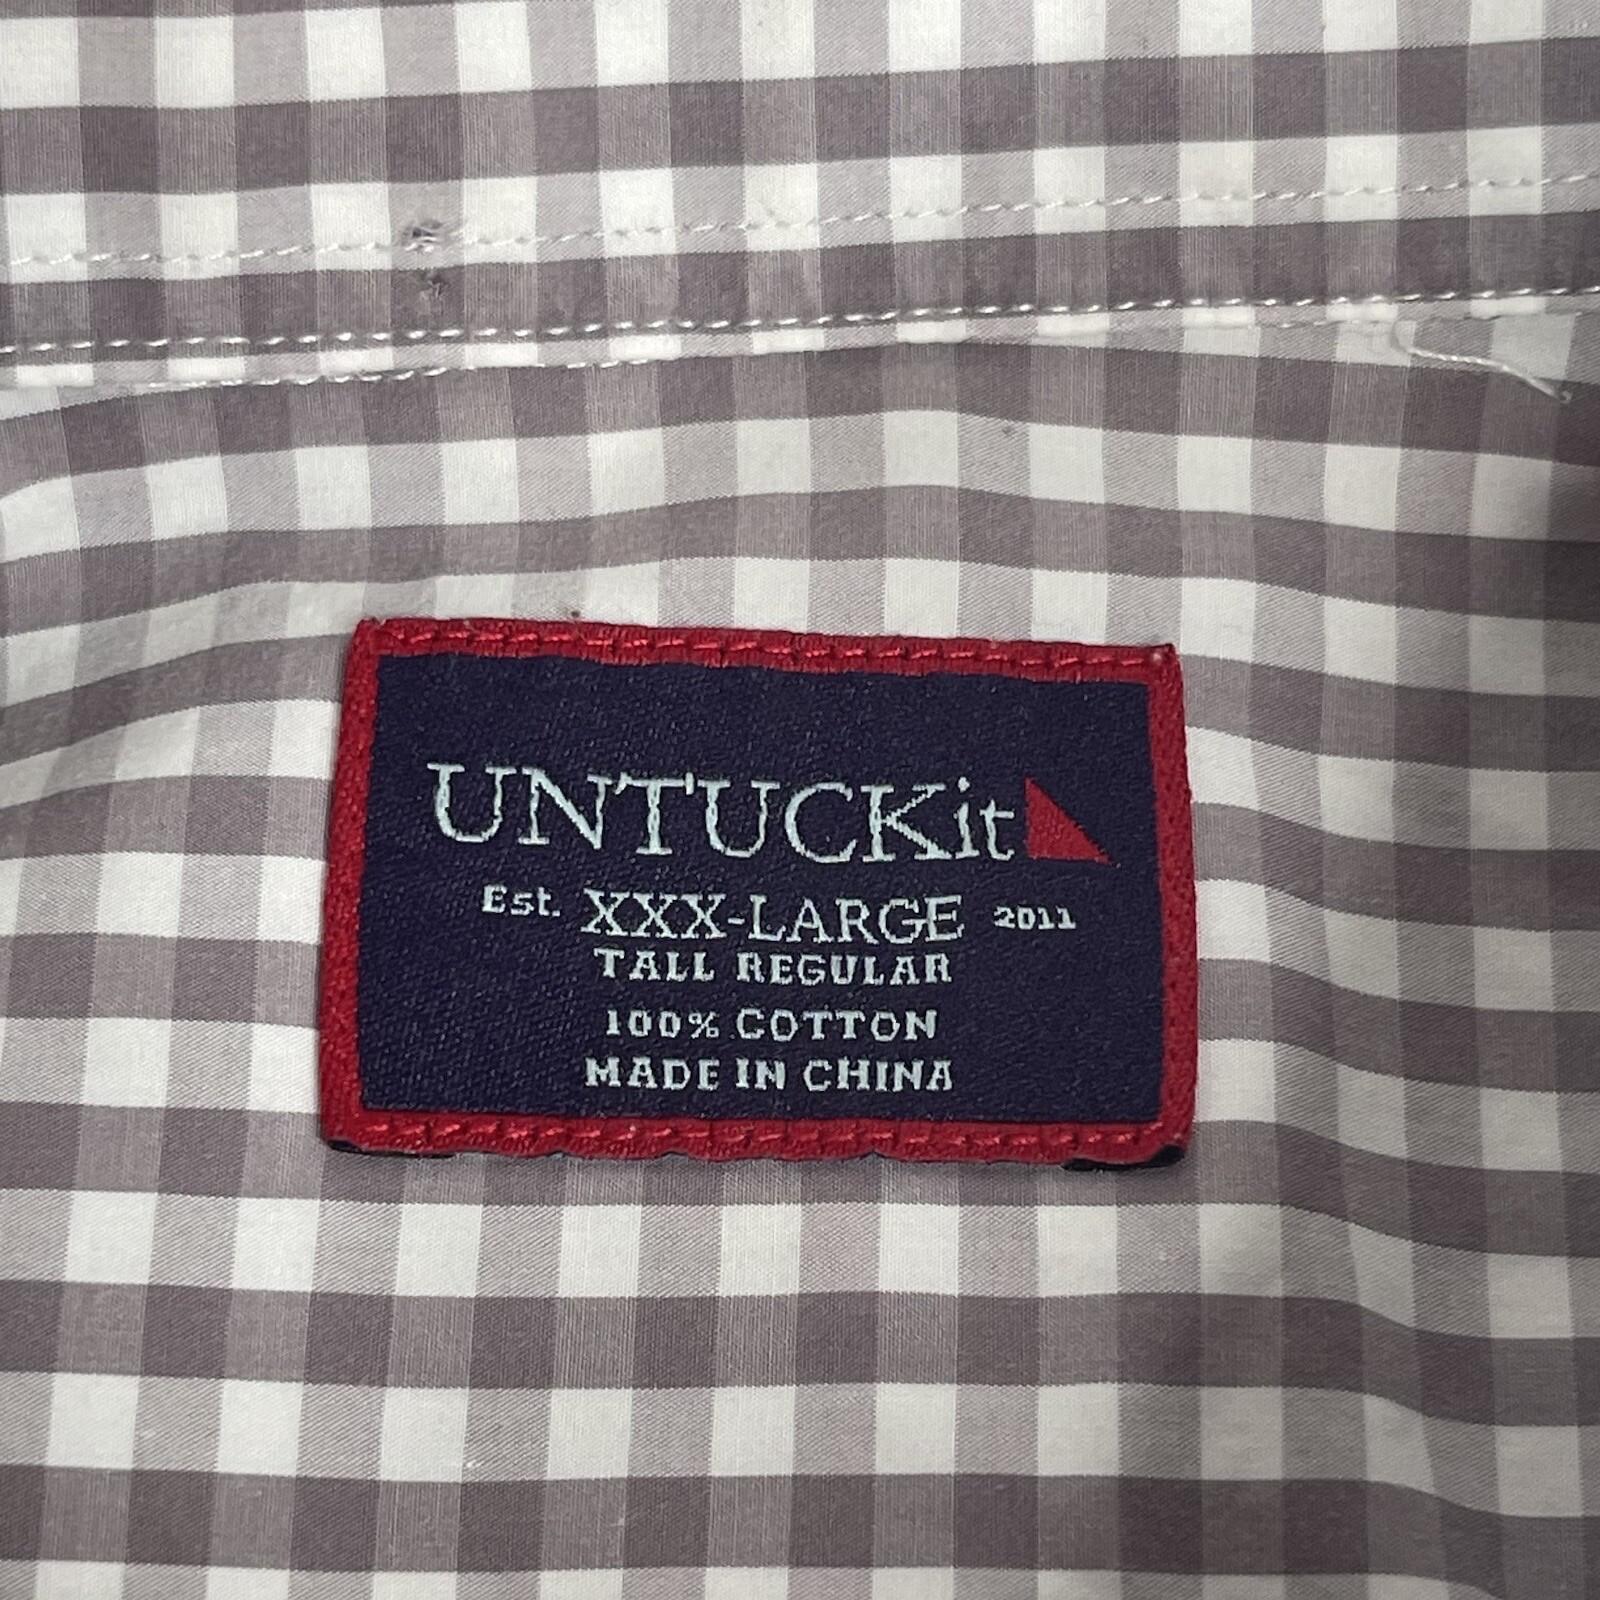 UNTUCKit
Est. XXX-LARGE 2011
TALL REGULAR
100% COTTON
MADE IN CHINA